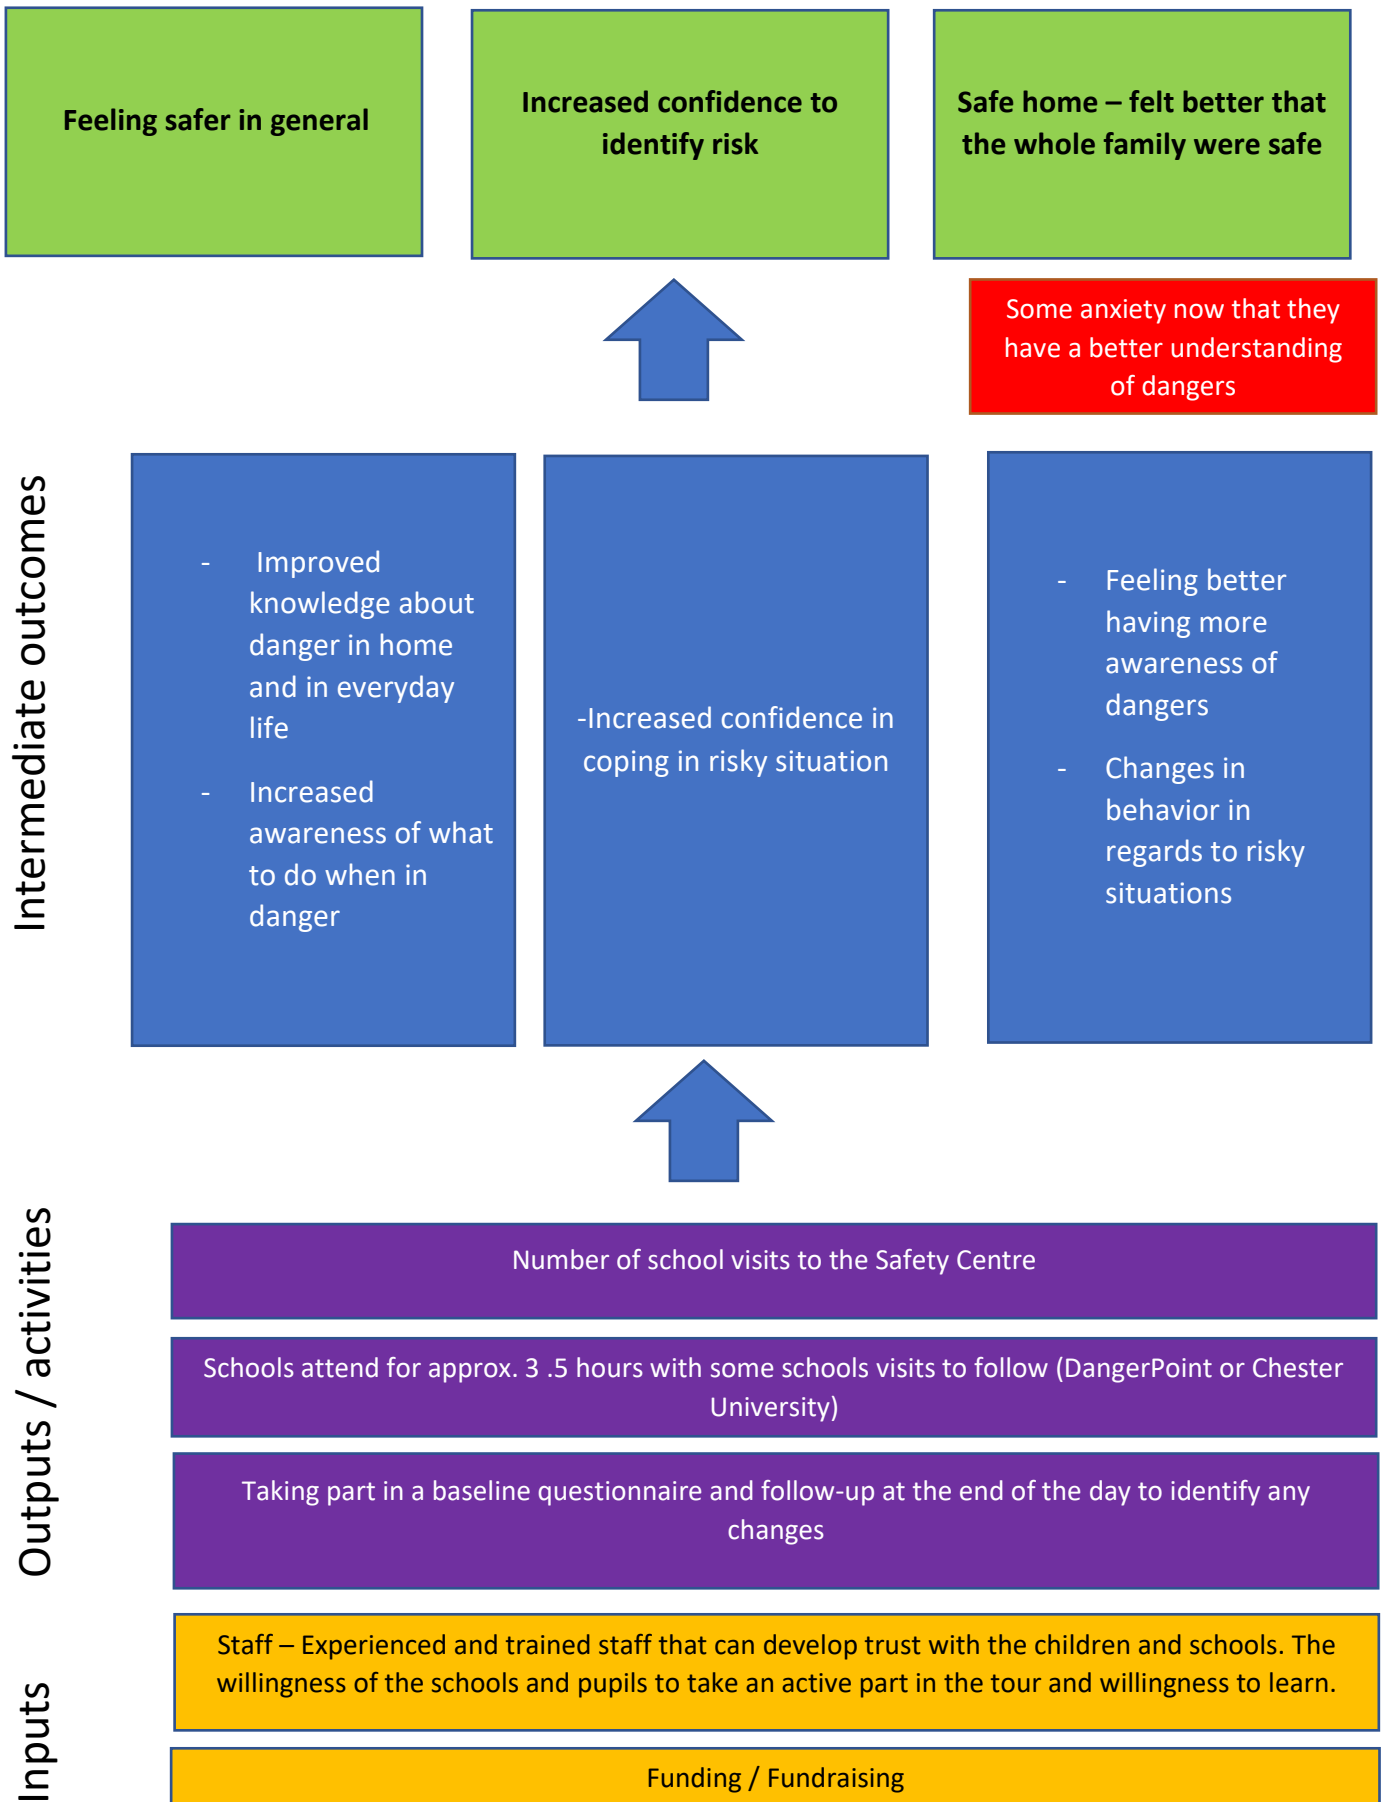 Feeling safer in general
Increased confidence to
identify risk
Safe home – felt better that
the whole family were safe
Some anxiety now that they
have a better understanding
of dangers
Intermediate outcomes
- Improved
knowledge about
danger in home
and in everyday
life
- Increased
awareness of what
to do when in
danger
-Increased confidence in
coping in risky situation
- Feeling better
having more
awareness of
dangers
- Changes in
behavior in
regards to risky
situations
Outputs / activities
Number of school visits to the Safety Centre
Schools attend for approx. 3 .5 hours with some schools visits to follow (DangerPoint or Chester
University)
Taking part in a baseline questionnaire and follow-up at the end of the day to identify any
changes
Inputs
Staff – Experienced and trained staff that can develop trust with the children and schools. The
willingness of the schools and pupils to take an active part in the tour and willingness to learn.
Funding / Fundraising